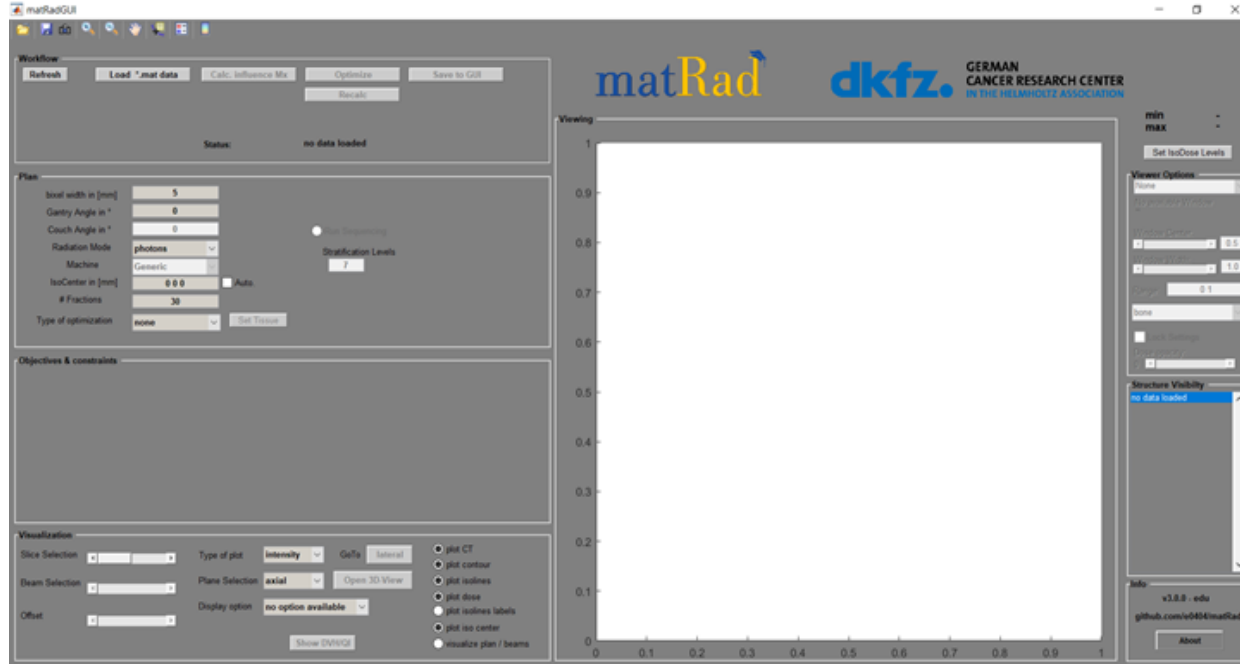 matRadGUI
Workflow
Refresh
Load *.mat data
Calc. influence Mx
Optimize
Save to GUI
Recalc
Status: no data loaded
Plan
bixel width in [mm] 5
Gantry Angle in ° 0
Couch Angle in ° 0
Radiation Mode photons
Machine Generic
IsoCenter in [mm] 0 0 0 Auto.
# Fractions 30
Type of optimization none Set Tissue
Run Sequencing
Stratification Levels
7
Objectives & constraints
Visualization
Slice Selection
Beam Selection
Offset
Type of plot intensity GoTo lateral
Plane Selection axial Open 3D View
Display option no option available
Show DVH/QI
plot CT
plot contour
plot isolines
plot dose
plot isolines labels
plot iso center
visualize plan / beams
matRad
dkfz.
GERMAN
CANCER RESEARCH CENTER
IN THE HELMHOLTZ ASSOCIATION
Viewing
1
0.9
0.8
0.7
0.6
0.5
0.4
0.3
0.2
0.1
0
0 0.1 0.2 0.3 0.4 0.5 0.6 0.7 0.8 0.9 1
min -
max -
Set IsoDose Levels
Viewer Options
None
Window Center
0.5
Window Width
1.0
Range: 0 1
bone
Lock Settings
Structure Visibilty
no data loaded
Info
v3.0.0 - edu
github.com/e0404/matRad
About